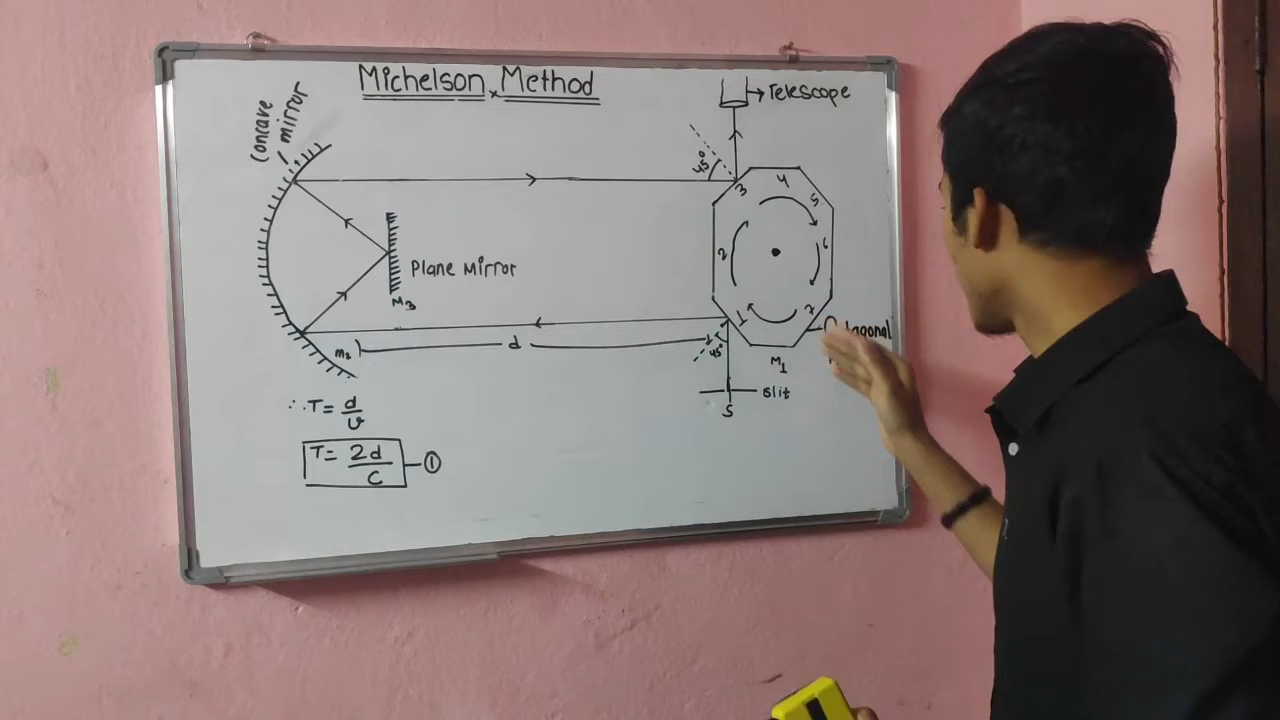 Michelson Method
Concave mirror
Telescope
45°
3
4
5
2
6
1
7
Plane Mirror
M3
m2
d
45°
M1
slit
S
∴ T = d/v
T = 2d/C — ①